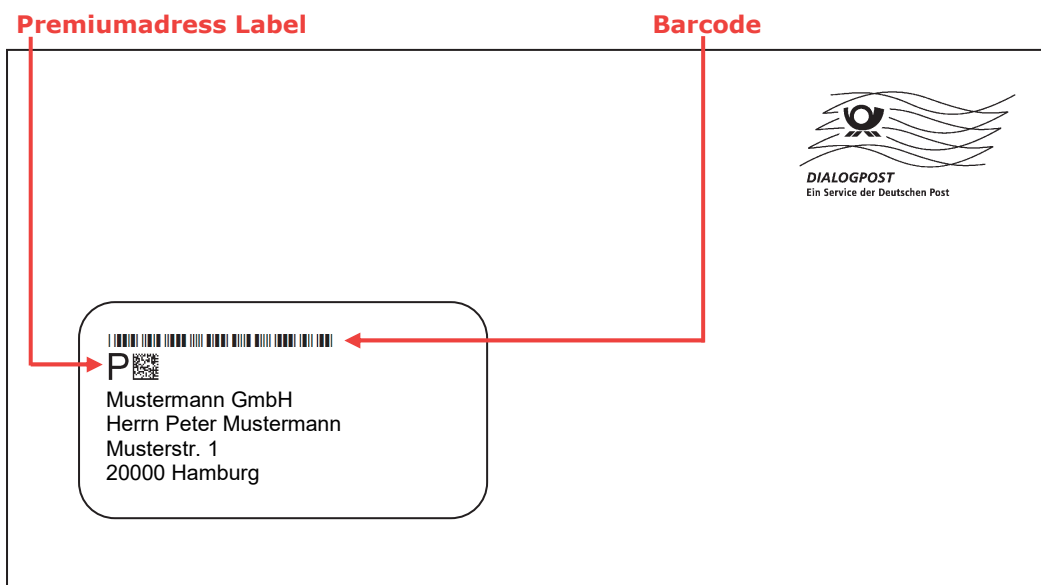 Premiumadress Label
Barcode
DIALOGPOST
Ein Service der Deutschen Post
P
Mustermann GmbH
Herrn Peter Mustermann
Musterstr. 1
20000 Hamburg